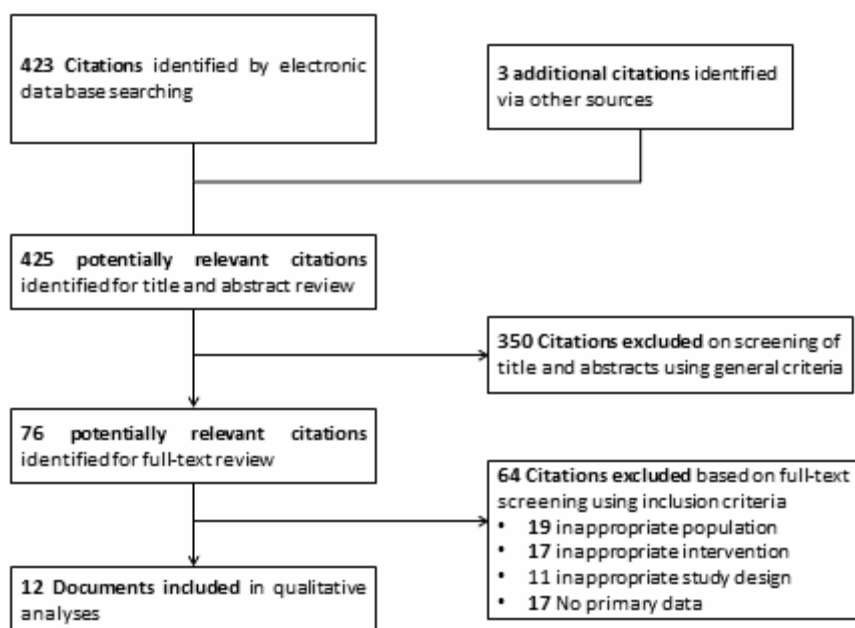 423 Citations identified by electronic
database searching
3 additional citations identified
via other sources
425 potentially relevant citations
identified for title and abstract review
350 Citations excluded on screening of
title and abstracts using general criteria
76 potentially relevant citations
identified for full-text review
64 Citations excluded based on full-text
screening using inclusion criteria
• 19 inappropriate population
• 17 inappropriate intervention
• 11 inappropriate study design
• 17 No primary data
12 Documents included in qualitative
analyses